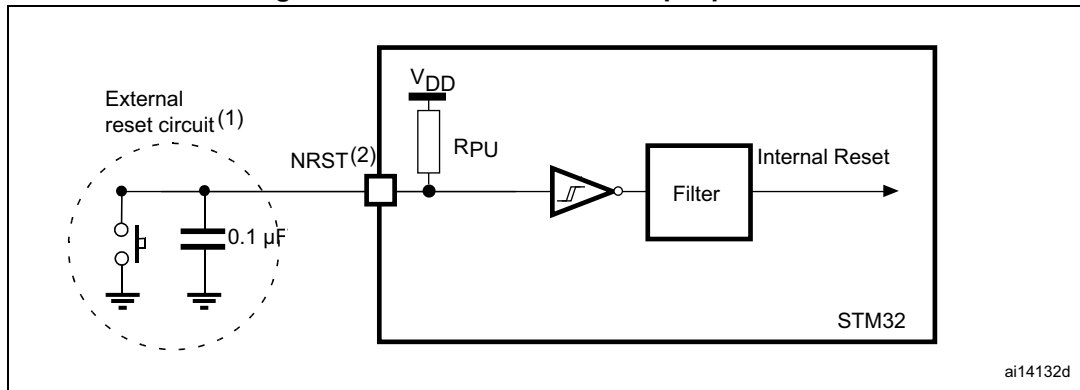 VDD
External
reset circuit(1)
NRST(2)
RPU
Internal Reset
Filter
0.1 µF
STM32
ai14132d